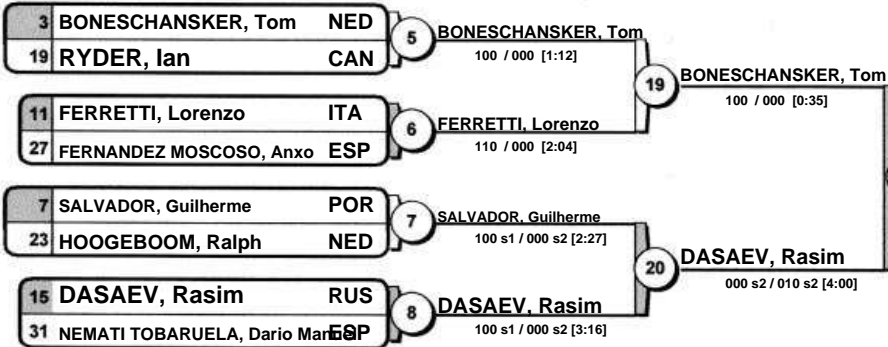 3 BONESCHANSKER, Tom NED
19 RYDER, Ian CAN
5
BONESCHANSKER, Tom
100 / 000 [1:12]
11 FERRETTI, Lorenzo ITA
27 FERNANDEZ MOSCOSO, Anxo ESP
6
FERRETTI, Lorenzo
110 / 000 [2:04]
19
BONESCHANSKER, Tom
100 / 000 [0:35]
7 SALVADOR, Guilherme POR
23 HOOGEBOOM, Ralph NED
7
SALVADOR, Guilherme
100 s1 / 000 s2 [2:27]
15 DASAEV, Rasim RUS
31 NEMATI TOBARUELA, Dario Manuel ESP
8
DASAEV, Rasim
100 s1 / 000 s2 [3:16]
20
DASAEV, Rasim
000 s2 / 010 s2 [4:00]